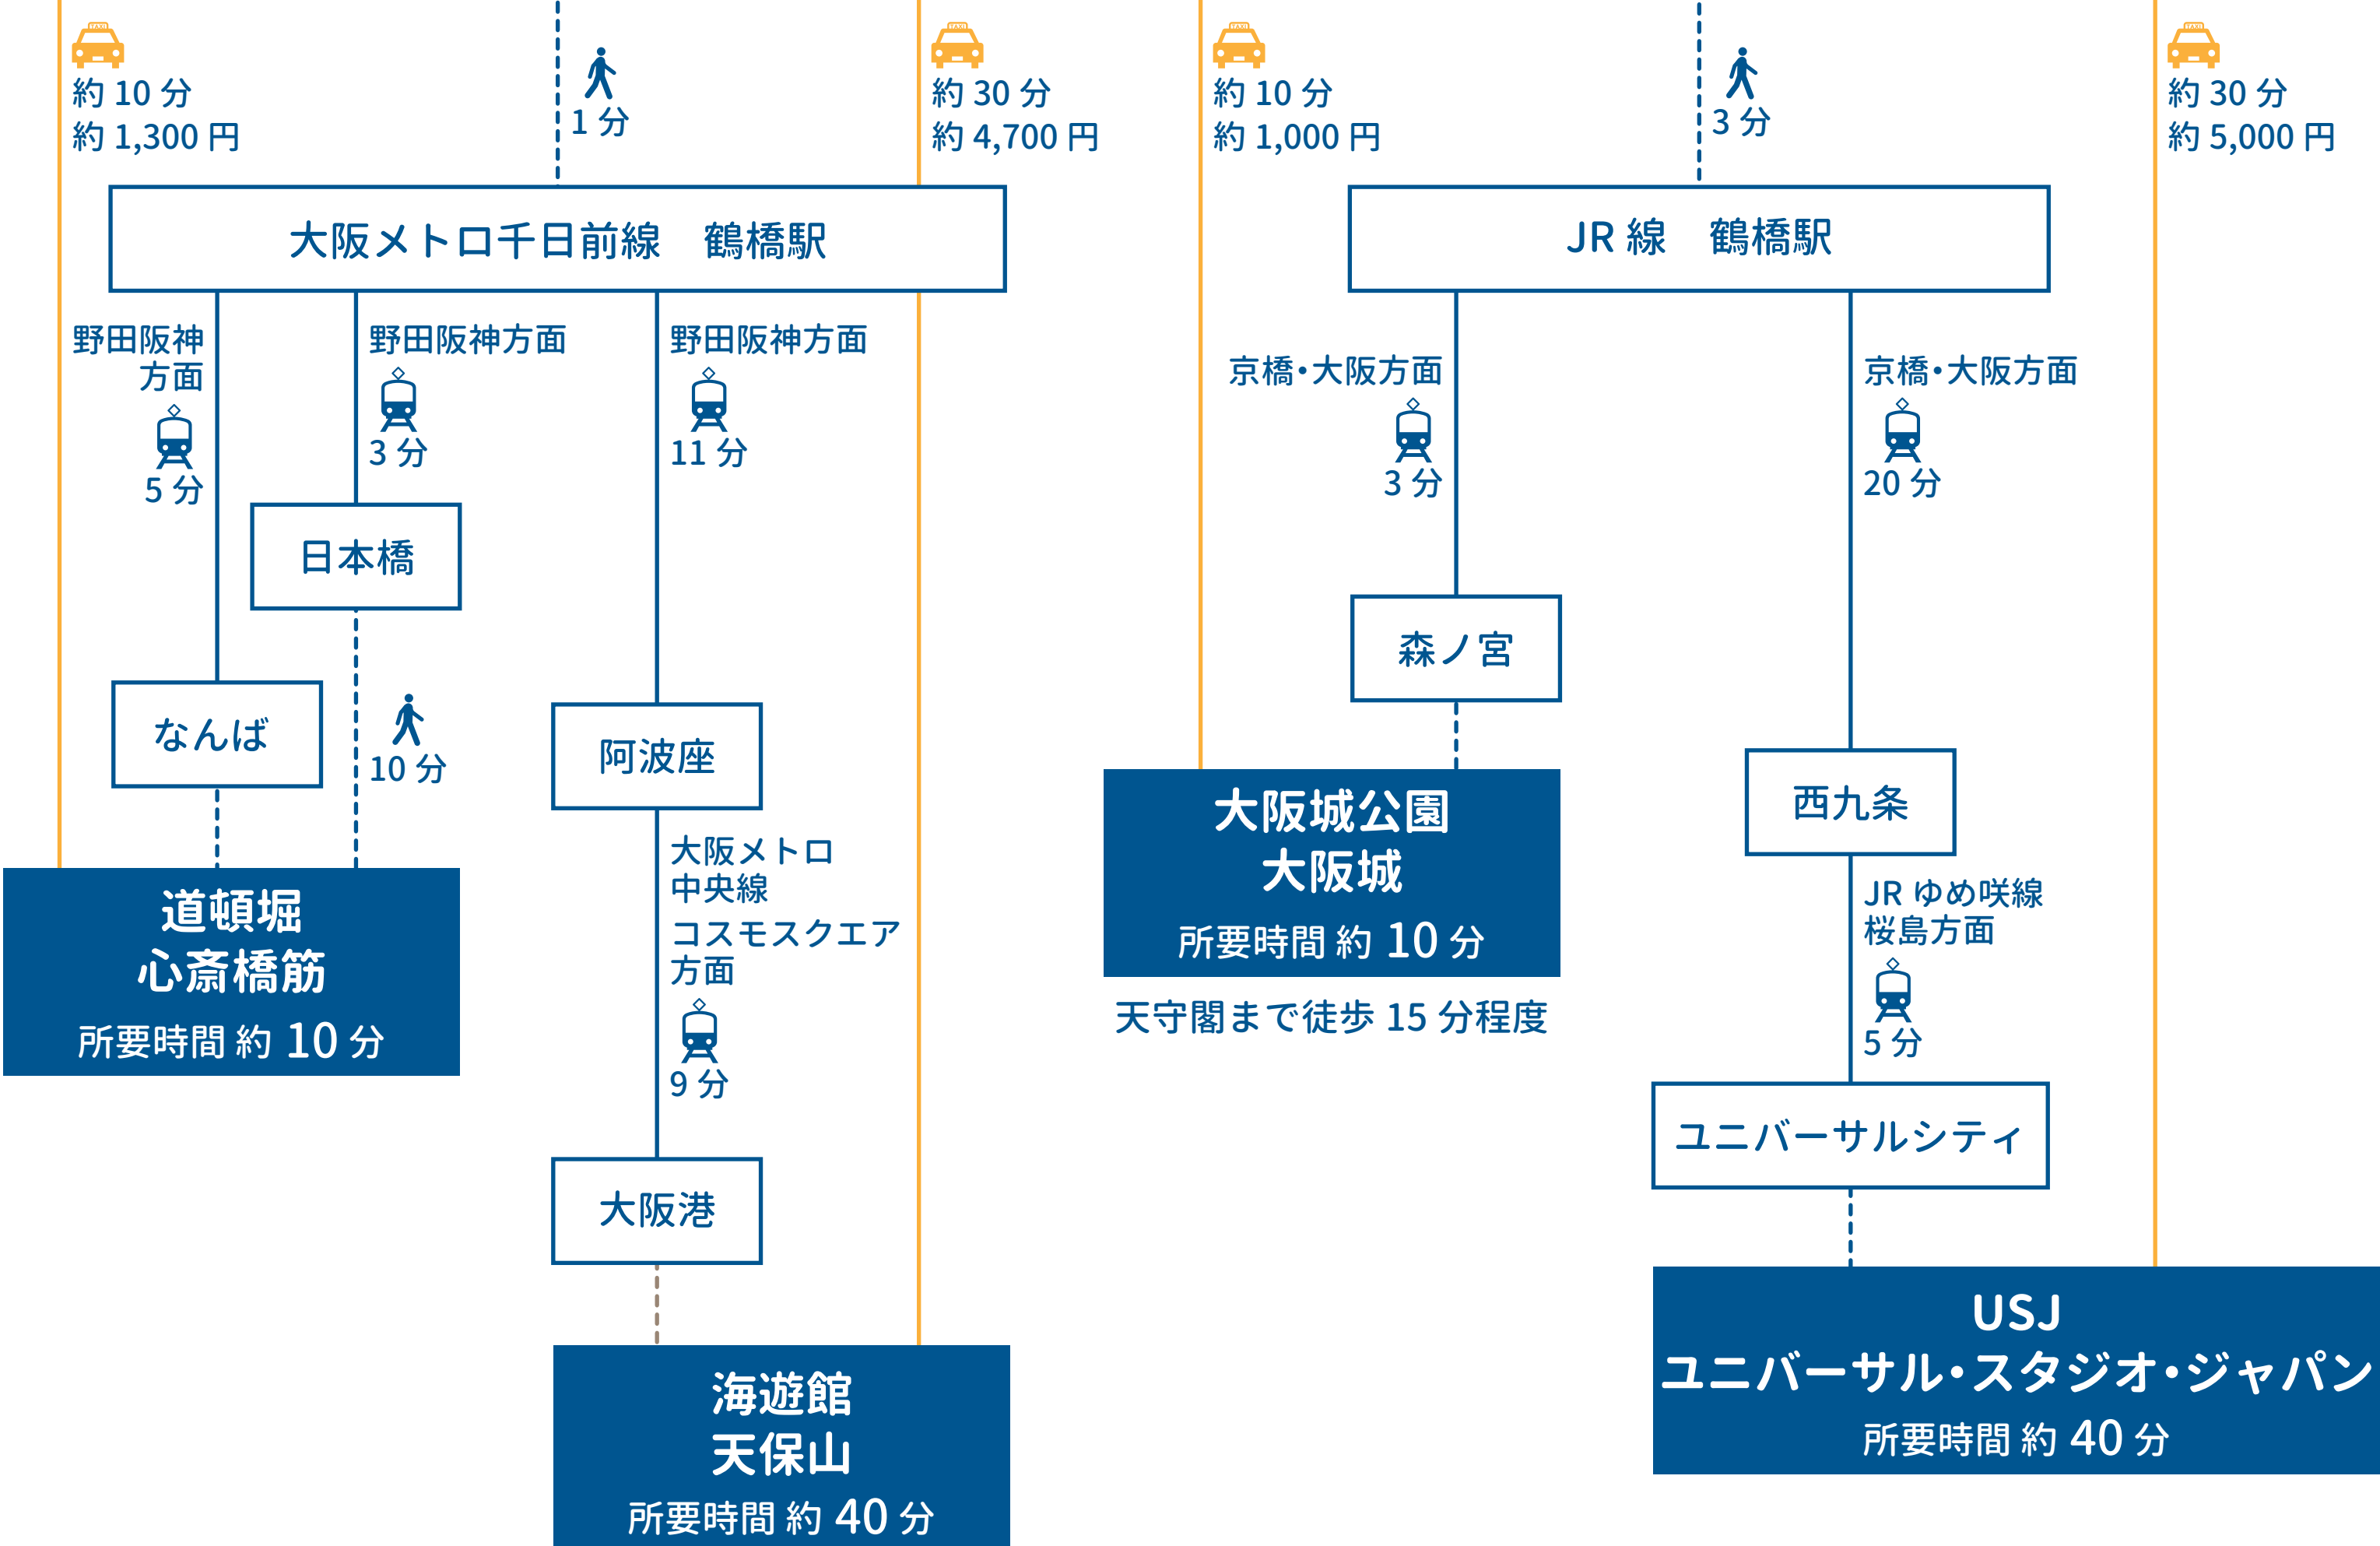 TAXI
約 10 分
約 1,300 円
1 分
TAXI
約 30 分
約 4,700 円
大阪メトロ千日前線　鶴橋駅
野田阪神
方面
5 分
野田阪神方面
3 分
野田阪神方面
11 分
日本橋
なんば
10 分
阿波座
道頓堀
心斎橋筋
所要時間 約 10 分
大阪メトロ
中央線
コスモスクエア
方面
9 分
大阪港
海遊館
天保山
所要時間 約 40 分
TAXI
約 10 分
約 1,000 円
3 分
TAXI
約 30 分
約 5,000 円
JR 線　鶴橋駅
京橋・大阪方面
3 分
京橋・大阪方面
20 分
森ノ宮
大阪城公園
大阪城
所要時間 約 10 分
天守閣まで徒歩 15 分程度
西九条
JR ゆめ咲線
桜島方面
5 分
ユニバーサルシティ
USJ
ユニバーサル・スタジオ・ジャパン
所要時間 約 40 分